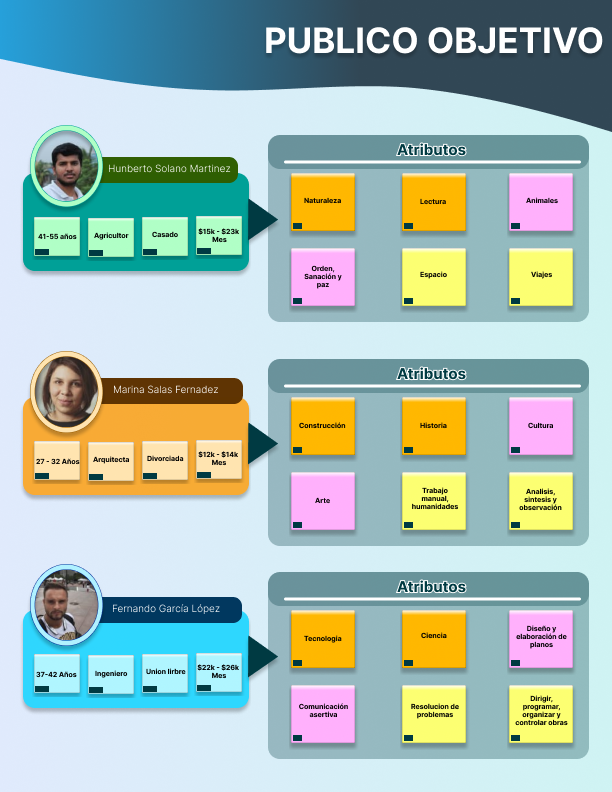 PUBLICO OBJETIVO
Hunberto Solano Martinez
41-55 años
Agricultor
Casado
$15k - $23k
Mes
Atributos
Naturaleza
Lectura
Animales
Orden,
Sanación y
paz
Espacio
Viajes
Marina Salas Fernadez
27 - 32 Años
Arquitecta
Divorciada
$12k - $14k
Mes
Atributos
Construcción
Historia
Cultura
Arte
Trabajo
manual,
humanidades
Analisis,
sintesis y
observación
Fernando García López
37-42 Años
Ingeniero
Union lirbre
$22k - $26k
Mes
Atributos
Tecnologia
Ciencia
Diseño y
elaboración de
planos
Comunicación
asertiva
Resolucion de
problemas
Dirigir,
programar,
organizar y
controlar obras